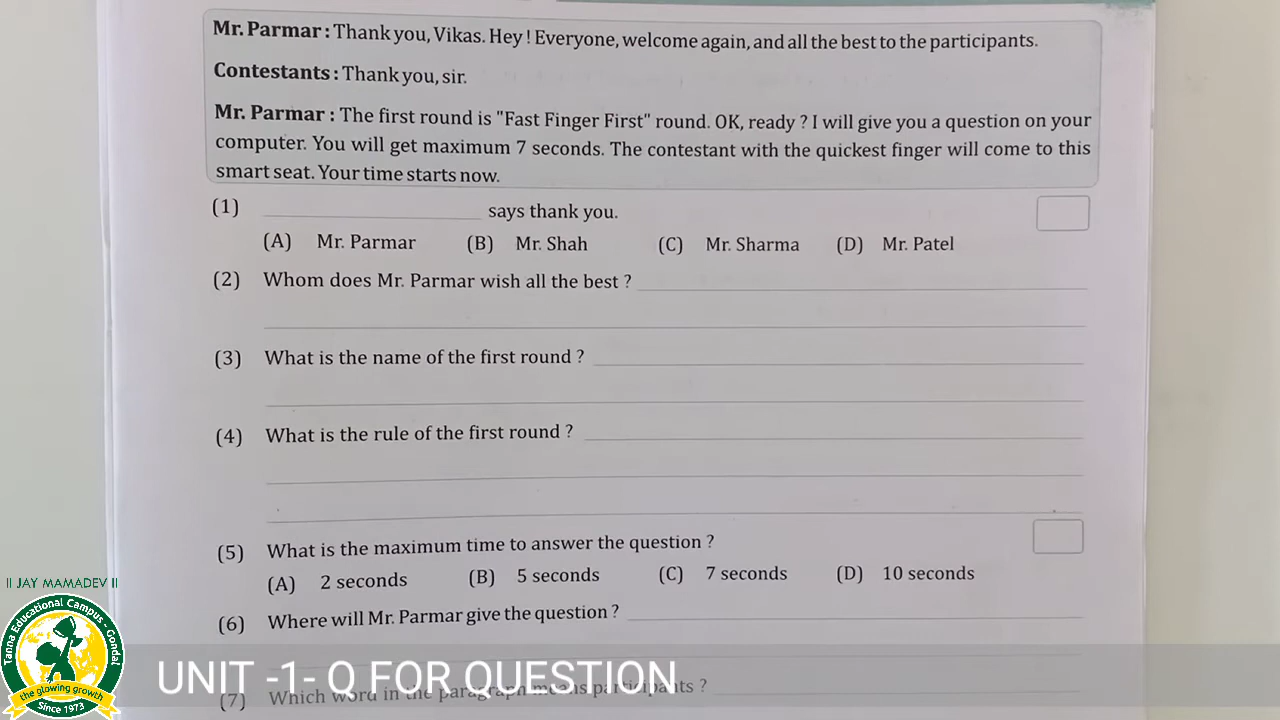 Mr. Parmar : Thank you, Vikas. Hey ! Everyone, welcome again, and all the best to the participants.
Contestants : Thank you, sir.
Mr. Parmar : The first round is "Fast Finger First" round. OK, ready ? I will give you a question on your
computer. You will get maximum 7 seconds. The contestant with the quickest finger will come to this
smart seat. Your time starts now.
(1) ____________________ says thank you.
(A) Mr. Parmar (B) Mr. Shah (C) Mr. Sharma (D) Mr. Patel
(2) Whom does Mr. Parmar wish all the best ?
(3) What is the name of the first round ?
(4) What is the rule of the first round ?
(5) What is the maximum time to answer the question ?
(A) 2 seconds (B) 5 seconds (C) 7 seconds (D) 10 seconds
(6) Where will Mr. Parmar give the question ?
(7) Which word in the paragraph means participants ?
UNIT -1- Q FOR QUESTION
|| JAY MAMADEV ||
Tanna Educational Campus - Gondal
the glowing growth
Since 1973